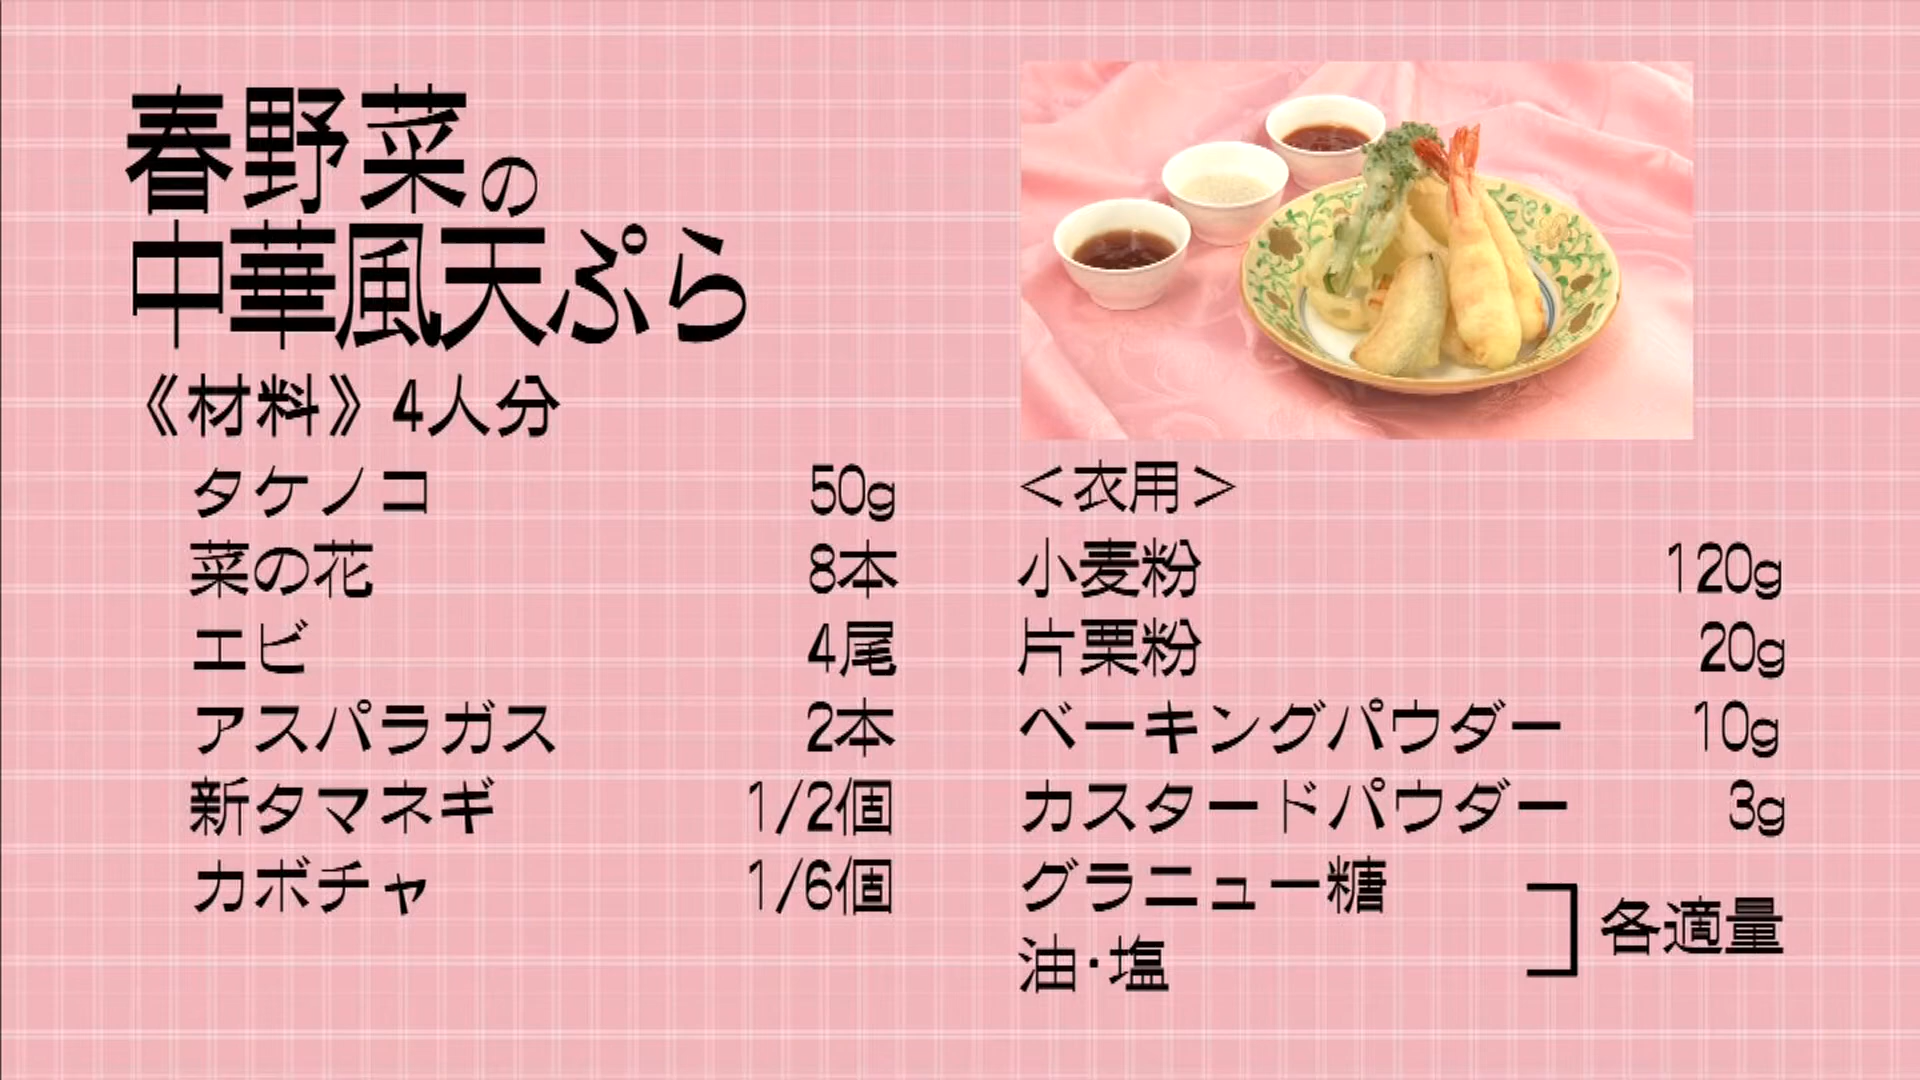 春野菜の
中華風天ぷら
《材料》4人分
タケノコ 50g
菜の花 8本
エビ 4尾
アスパラガス 2本
新タマネギ 1/2個
カボチャ 1/6個
＜衣用＞
小麦粉 120g
片栗粉 20g
ベーキングパウダー 10g
カスタードパウダー 3g
グラニュー糖
油・塩
各適量